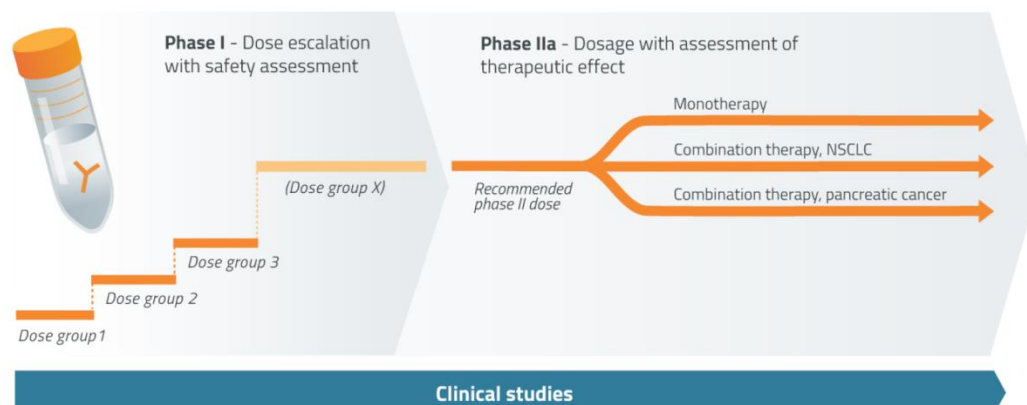 Phase I - Dose escalation
with safety assessment
Phase IIa - Dosage with assessment of
therapeutic effect
Monotherapy
Combination therapy, NSCLC
Combination therapy, pancreatic cancer
(Dose group X)
Recommended
phase II dose
Dose group 3
Dose group 2
Dose group 1
Clinical studies